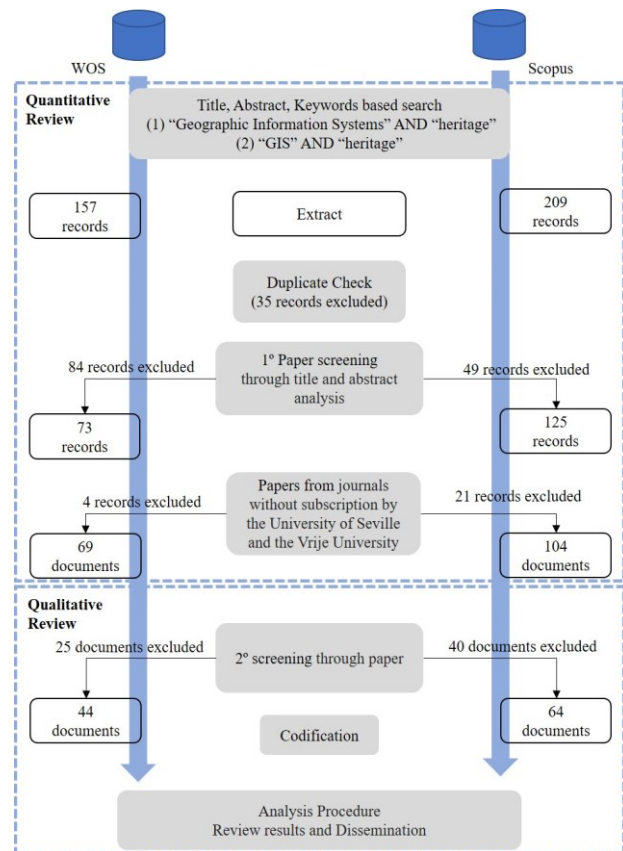 WOS
Scopus
Quantitative
Review
Title, Abstract, Keywords based search
(1) “Geographic Information Systems” AND “heritage”
(2) “GIS” AND “heritage”
157
records
Extract
209
records
Duplicate Check
(35 records excluded)
84 records excluded
1º Paper screening
through title and abstract
analysis
49 records excluded
73
records
125
records
4 records excluded
Papers from journals
without subscription by
the University of Seville
and the Vrije University
21 records excluded
69
documents
104
documents
Qualitative
Review
25 documents excluded
2º screening through paper
40 documents excluded
44
documents
64
documents
Codification
Analysis Procedure
Review results and Dissemination